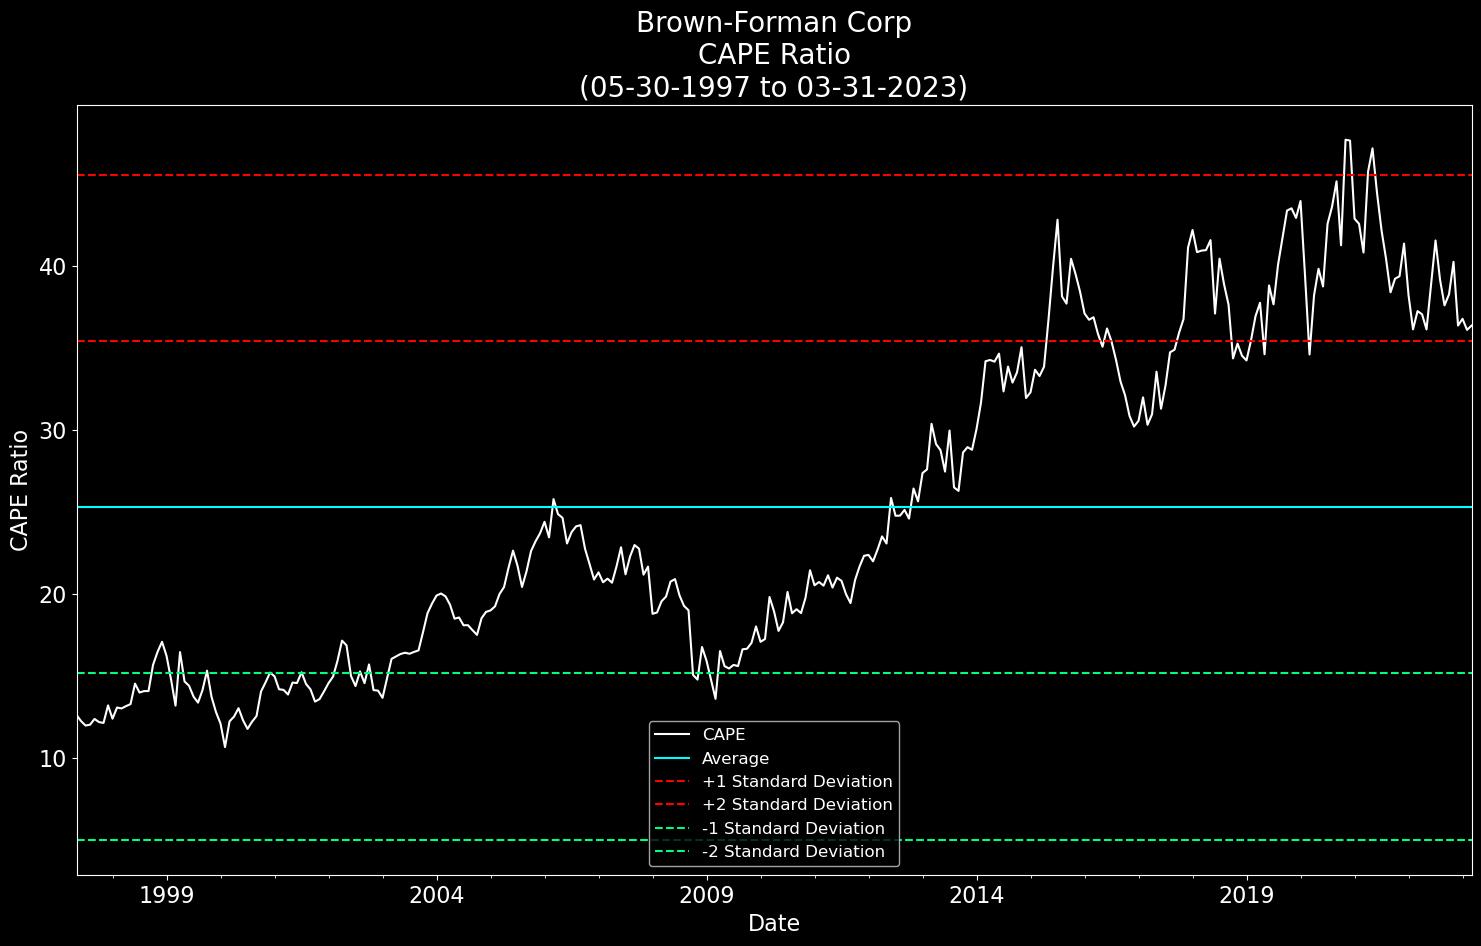 Brown-Forman Corp
CAPE Ratio
(05-30-1997 to 03-31-2023)
40
30
20
10
CAPE Ratio
CAPE
Average
+1 Standard Deviation
+2 Standard Deviation
-1 Standard Deviation
-2 Standard Deviation
1999
2004
2009
2014
2019
Date